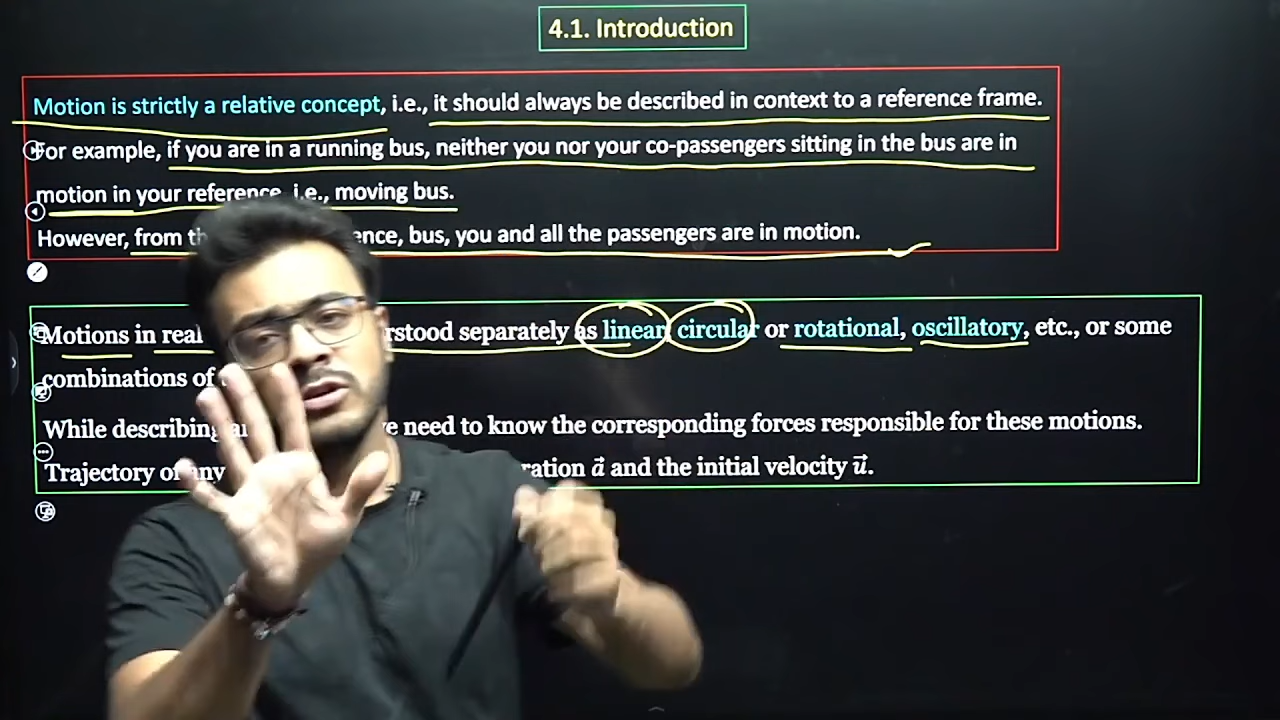 4.1. Introduction
Motion is strictly a relative concept, i.e., it should always be described in context to a reference frame.
For example, if you are in a running bus, neither you nor your co-passengers sitting in the bus are in
motion in your reference, i.e., moving bus.
However, from bus, you and all the passengers are in motion.
Motions in real separately as linear circular or rotational, oscillatory, etc., or some
combinations of
While describing need to know the corresponding forces responsible for these motions.
Trajectory of any a⃗ and the initial velocity u⃗.